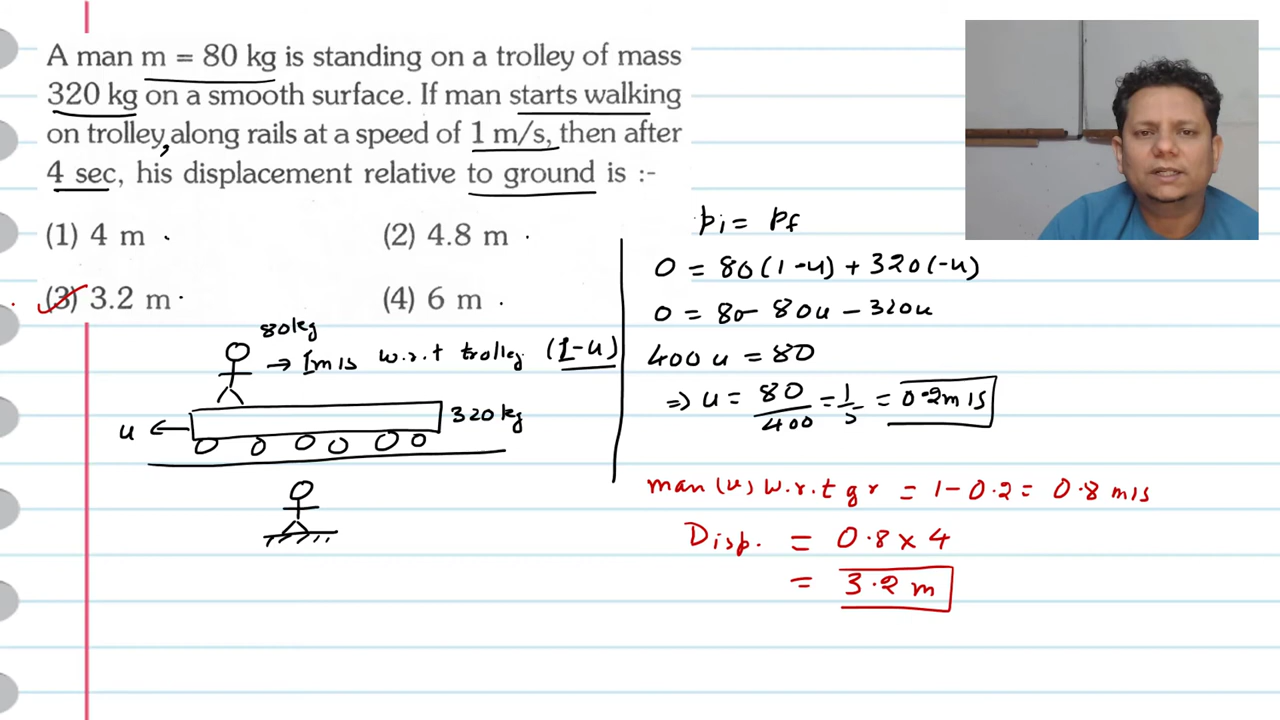 A man m = 80 kg is standing on a trolley of mass
320 kg on a smooth surface. If man starts walking
on trolley, along rails at a speed of 1 m/s, then after
4 sec, his displacement relative to ground is :-
(1) 4 m
(2) 4.8 m
(3) 3.2 m
(4) 6 m
80kg
→ 1m/s w.r.t trolley (1-u)
320 kg
u ←
Pi = Pf
0 = 80(1-u) + 320(-u)
0 = 80 - 80u - 320u
400 u = 80
⇒ u = 80/400 = 1/5 = 0.2 m/s
man (u) w.r.t gr = 1 - 0.2 = 0.8 m/s
Disp. = 0.8 × 4
= 3.2 m